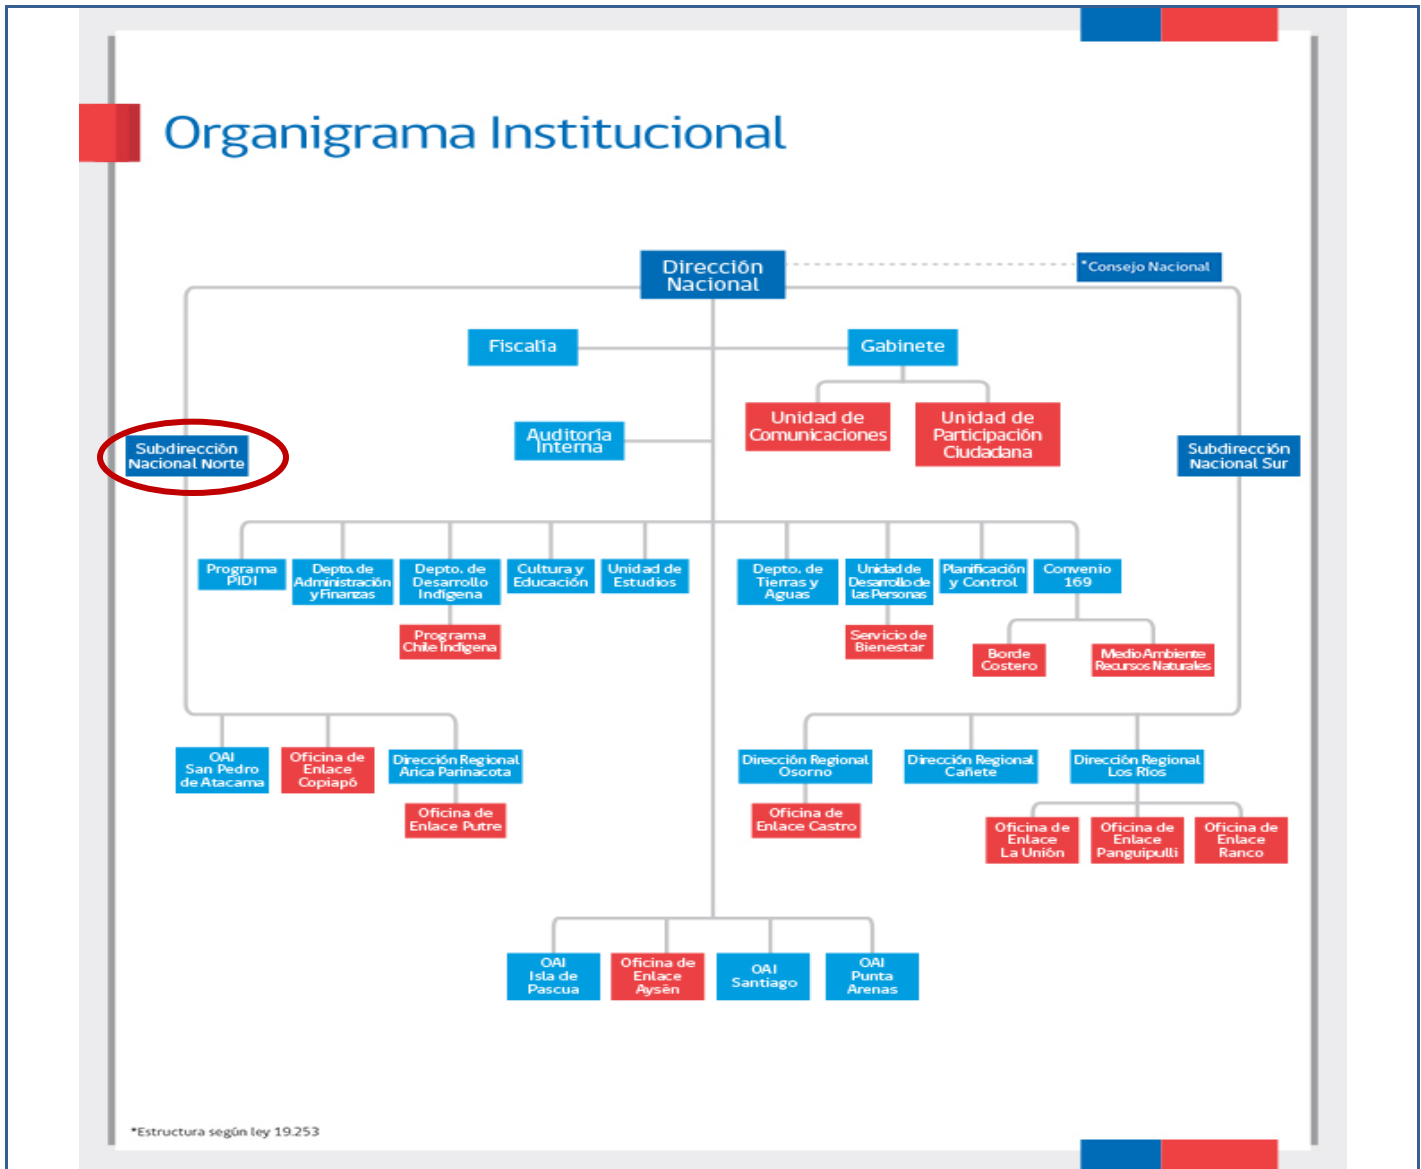 Organigrama Institucional
Dirección
Nacional
*Consejo Nacional
Fiscalía
Gabinete
Unidad de
Comunicaciones
Unidad de
Participación
Ciudadana
Auditoría
Interna
Subdirección
Nacional Norte
Subdirección
Nacional Sur
Programa
PIDI
Depto. de
Administración
y Finanzas
Depto. de
Desarrollo
Indígena
Cultura y
Educación
Unidad de
Estudios
Depto. de
Tierras y
Aguas
Unidad de
Desarrollo de
las Personas
Planificación
y Control
Convenio
169
Programa
Chile Indígena
Servicio de
Bienestar
Borde
Costero
Medio Ambiente
Recursos Naturales
OAI
San Pedro
de Atacama
Oficina de
Enlace
Copiapó
Dirección Regional
Arica Parinacota
Oficina de
Enlace Putre
Dirección Regional
Osorno
Oficina de
Enlace Castro
Dirección Regional
Cañete
Dirección Regional
Los Ríos
Oficina de
Enlace
La Unión
Oficina de
Enlace
Panguipulli
Oficina de
Enlace
Ranco
OAI
Isla de
Pascua
Oficina de
Enlace
Aysén
OAI
Santiago
OAI
Punta
Arenas
*Estructura según ley 19.253